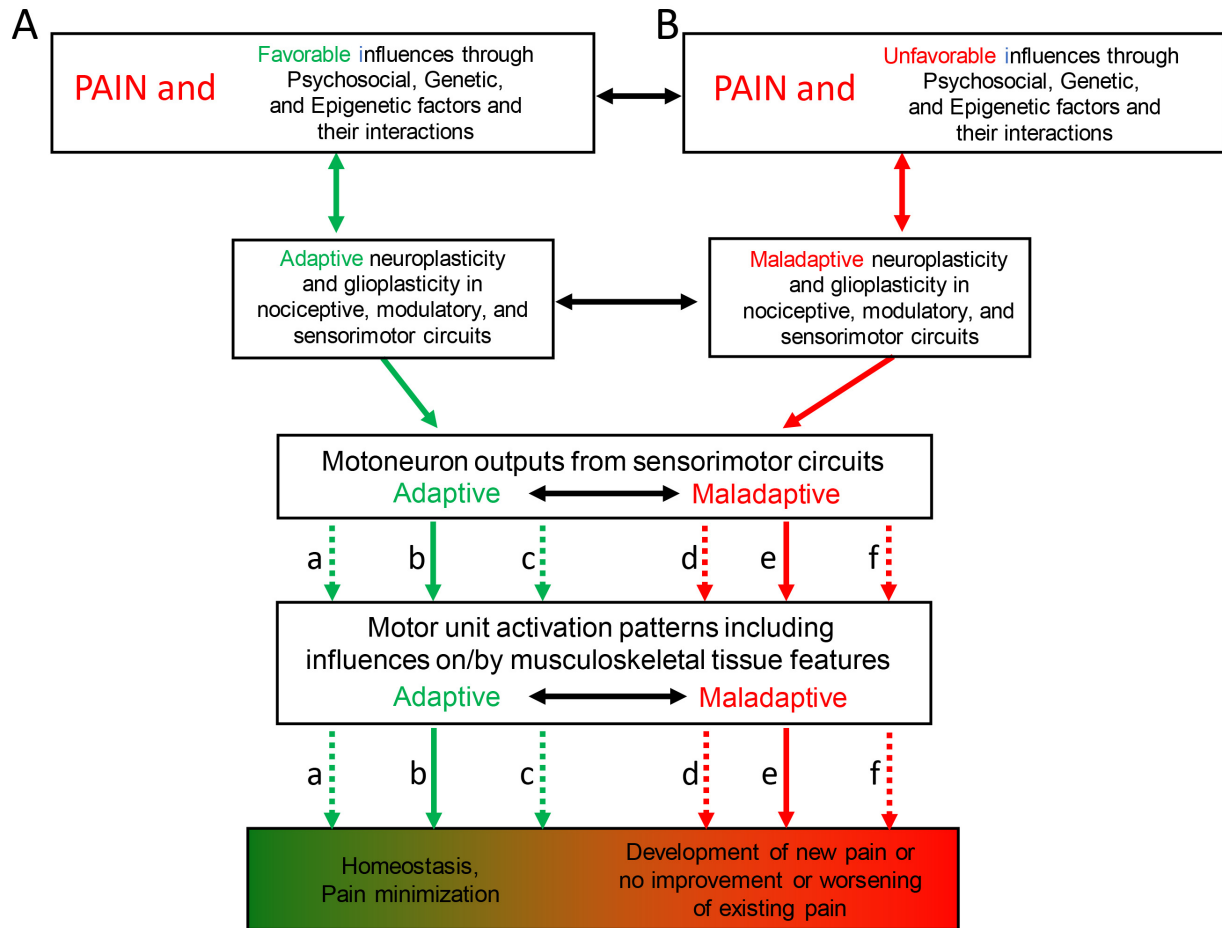 A
B
PAIN and
Favorable influences through
Psychosocial, Genetic,
and Epigenetic factors and
their interactions
PAIN and
Unfavorable influences through
Psychosocial, Genetic,
and Epigenetic factors and
their interactions
Adaptive neuroplasticity
and glioplasticity in
nociceptive, modulatory, and
sensorimotor circuits
Maladaptive neuroplasticity
and glioplasticity in
nociceptive, modulatory, and
sensorimotor circuits
Motoneuron outputs from sensorimotor circuits
Adaptive Maladaptive
a b c d e f
Motor unit activation patterns including
influences on/by musculoskeletal tissue features
Adaptive Maladaptive
a b c d e f
Homeostasis,
Pain minimization
Development of new pain or
no improvement or worsening
of existing pain